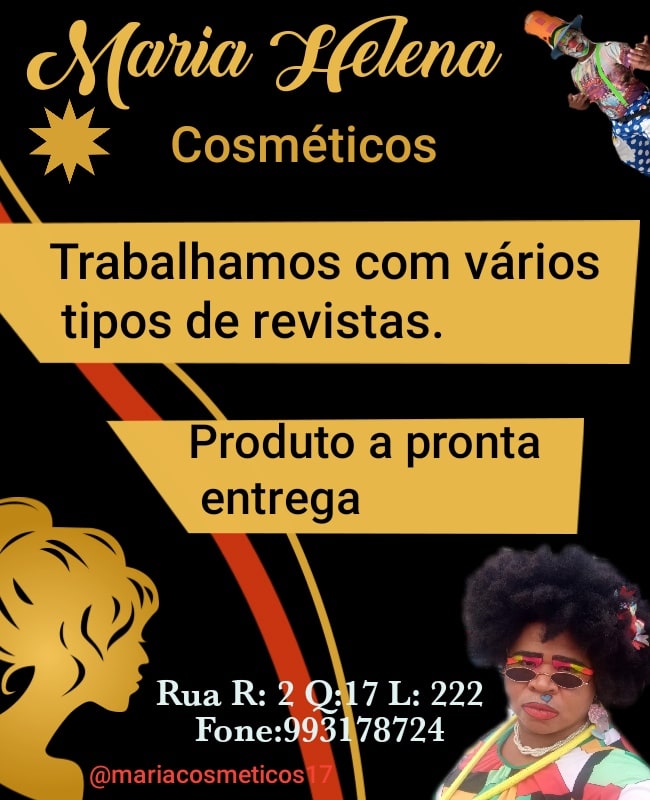 Maria Helena
Cosméticos
Trabalhamos com vários
tipos de revistas.
Produto a pronta
entrega
Rua R: 2 Q:17 L: 222
Fone:993178724
@mariacosmeticos17